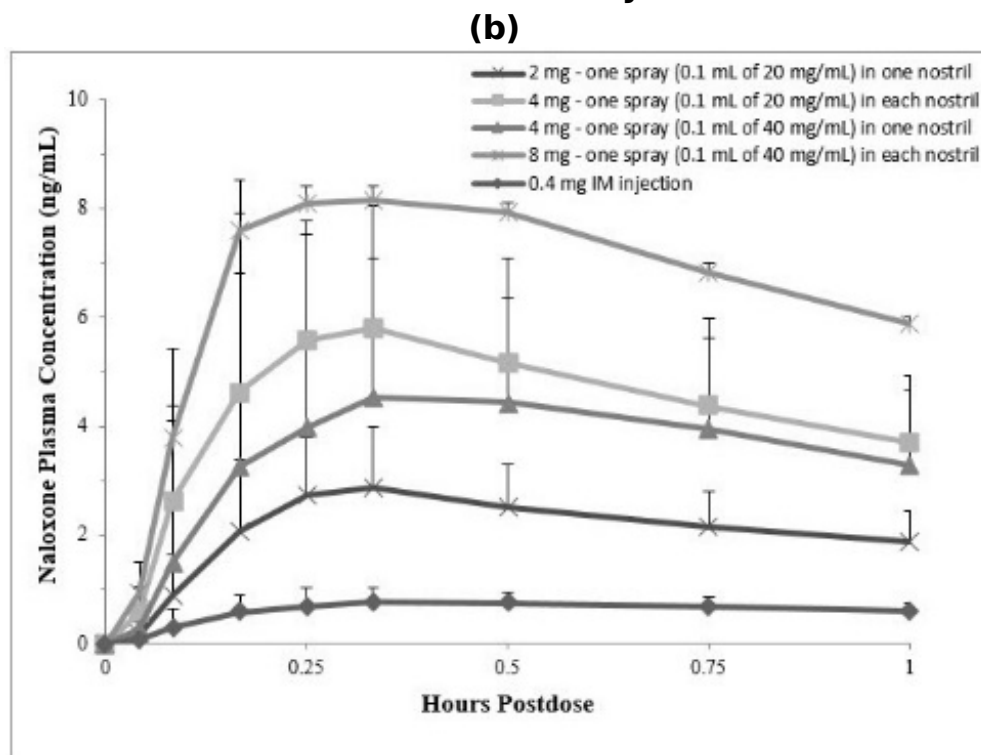 (b)
2 mg - one spray (0.1 mL of 20 mg/mL) in one nostril
4 mg - one spray (0.1 mL of 20 mg/mL) in each nostril
4 mg - one spray (0.1 mL of 40 mg/mL) in one nostril
8 mg - one spray (0.1 mL of 40 mg/mL) in each nostril
0.4 mg IM injection
Naloxone Plasma Concentration (ng/mL)
10
8
6
4
2
0
0 0.25 0.5 0.75 1
Hours Postdose